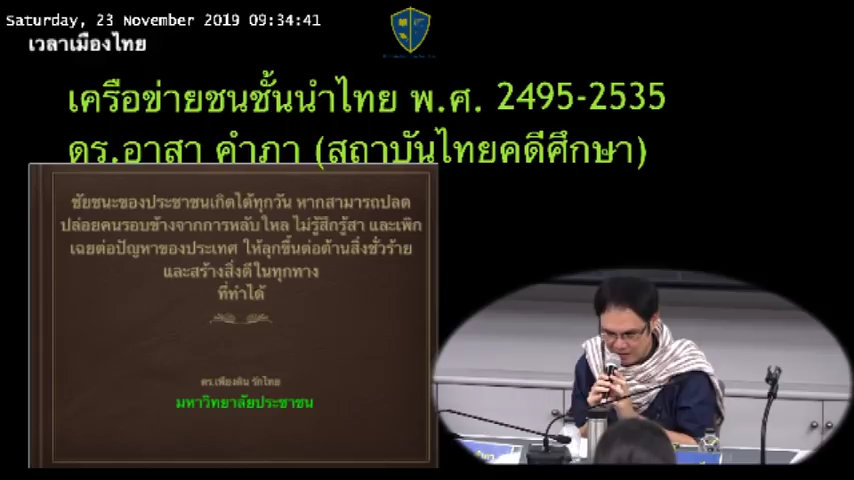 Saturday, 23 November 2019 09:34:41
เวลาเมืองไทย
เครือข่ายชนชั้นนำไทย พ.ศ. 2495-2535
ดร.อาสา คำภา (สถาบันไทยคดีศึกษา)
ชัยชนะของประชาชนเกิดได้ทุกวัน หากสามารถปลด
ปล่อยคนรอบข้างจากการหลับใหล ไม่รู้สึกรู้สา และเพิก
เฉยต่อปัญหาของประเทศ ให้ลุกขึ้นต่อต้านสิ่งชั่วร้าย
และสร้างสิ่งดีในทุกทาง
ที่ทำได้
ดร.เพียงดิน รักไทย
มหาวิทยาลัยประชาชน